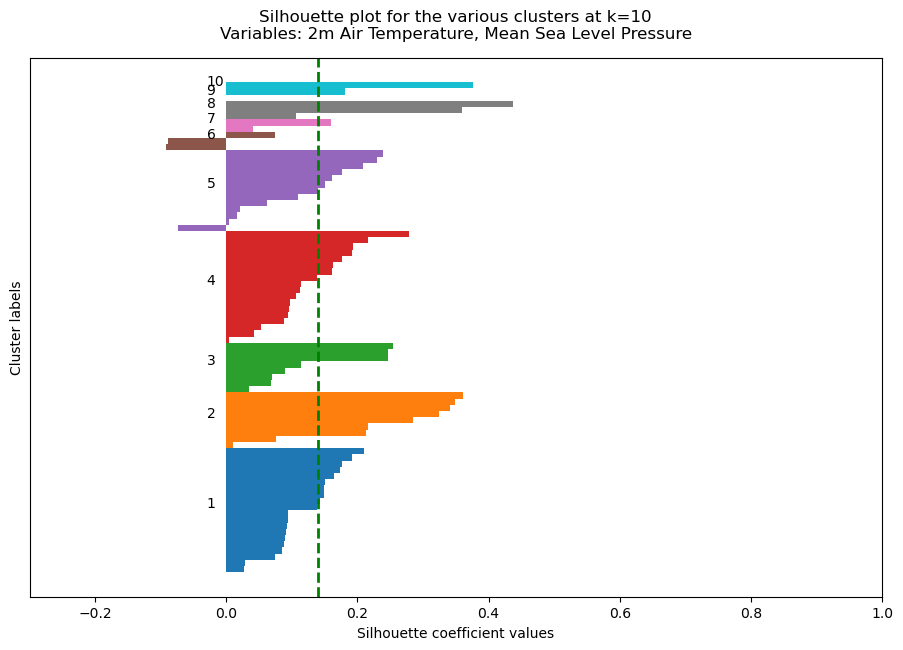 Silhouette plot for the various clusters at k=10
Variables: 2m Air Temperature, Mean Sea Level Pressure
Cluster labels
10
9
8
7
6
5
4
3
2
1
−0.2 0.0 0.2 0.4 0.6 0.8 1.0
Silhouette coefficient values